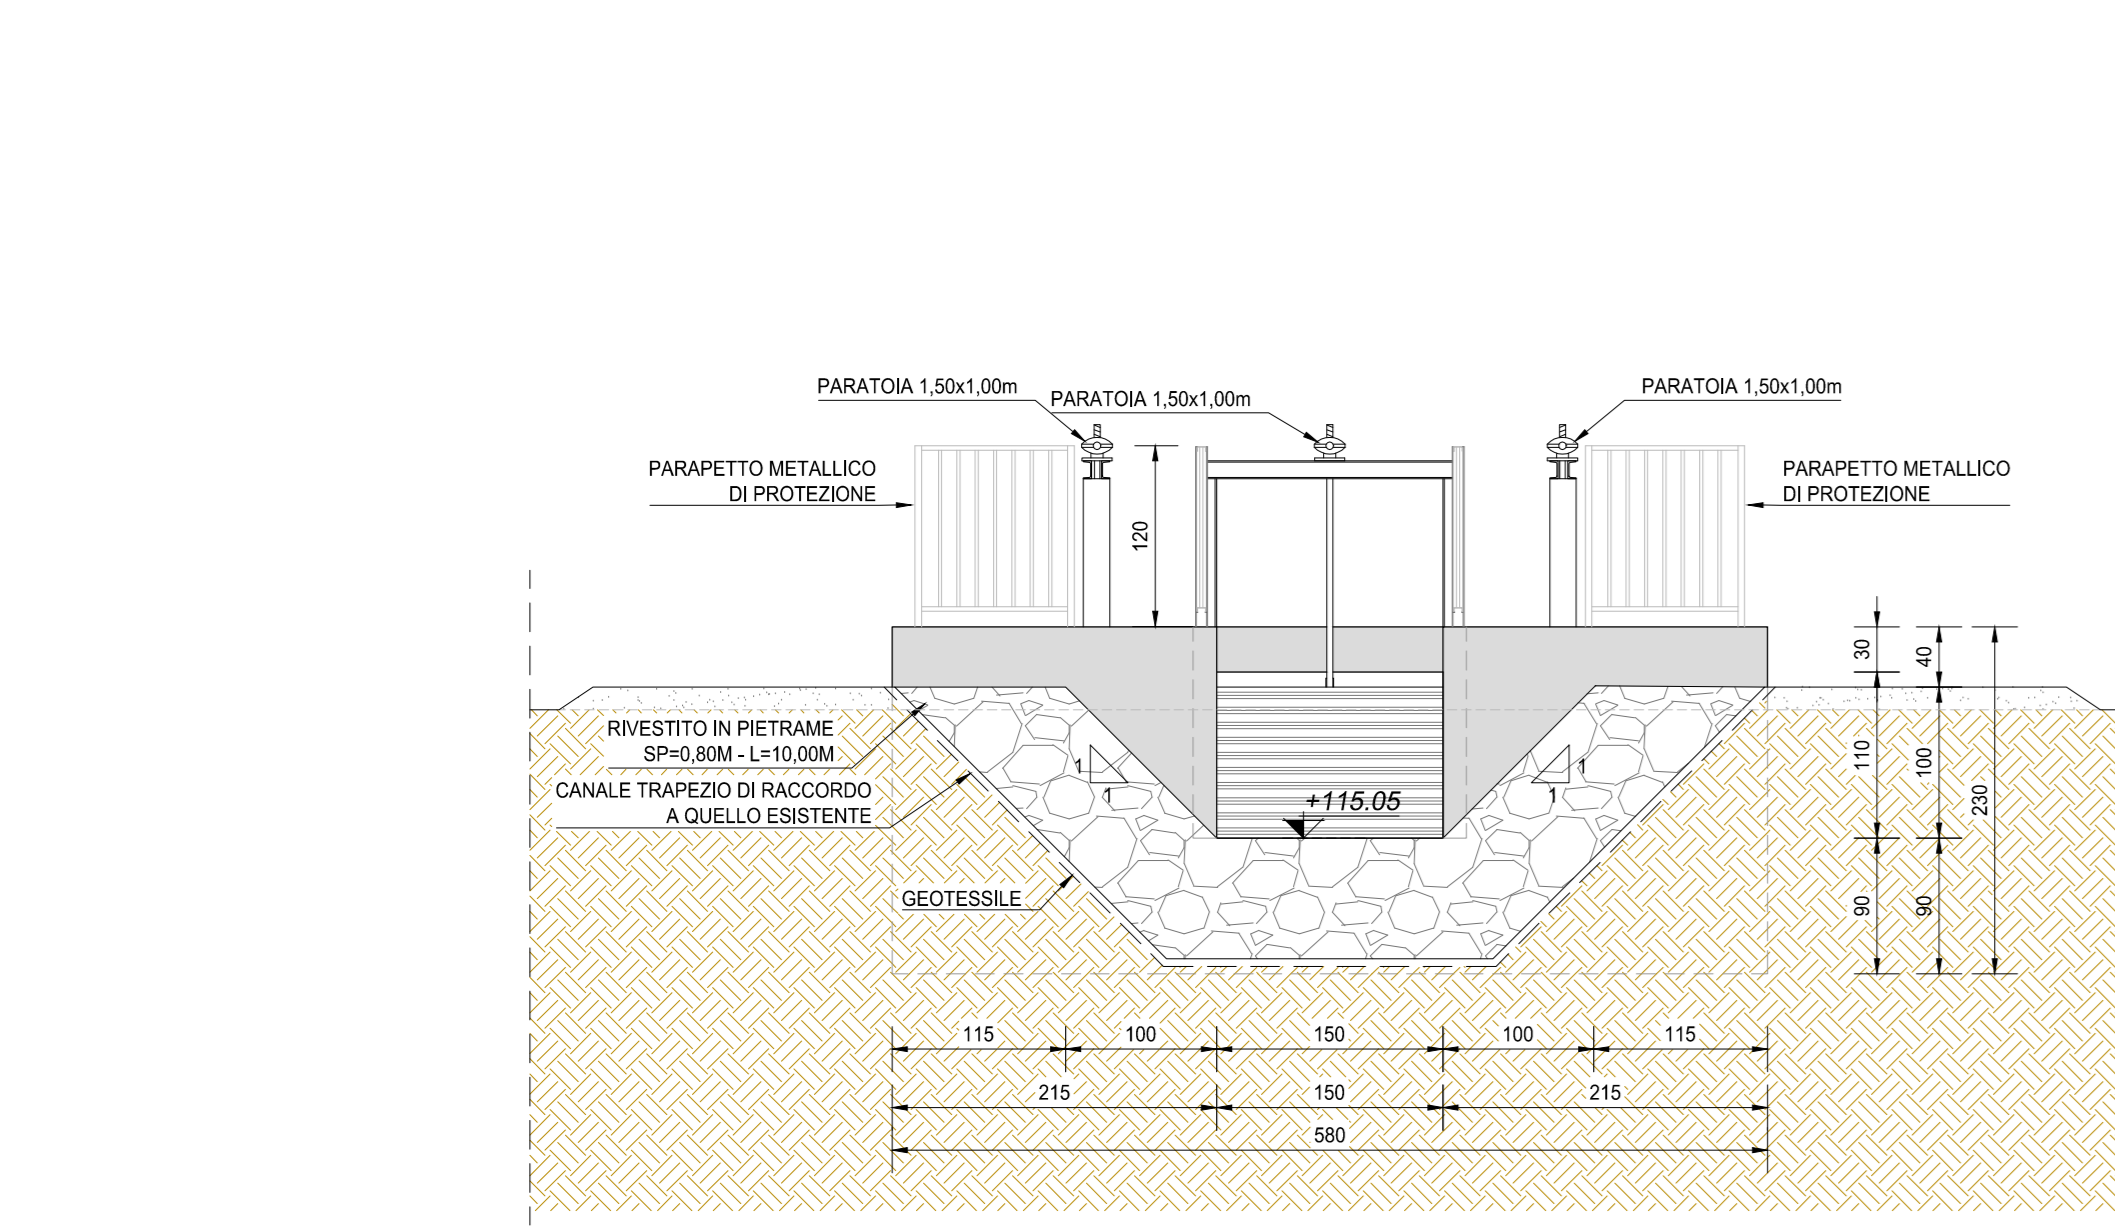 PARATOIA 1,50x1,00m
PARATOIA 1,50x1,00m
PARATOIA 1,50x1,00m
PARAPETTO METALLICO
DI PROTEZIONE
PARAPETTO METALLICO
DI PROTEZIONE
120
30
40
RIVESTITO IN PIETRAME
SP=0,80M - L=10,00M
1
1
1
1
110
100
230
CANALE TRAPEZIO DI RACCORDO
A QUELLO ESISTENTE
+115.05
GEOTESSILE
90
90
115
100
150
100
115
215
150
215
580